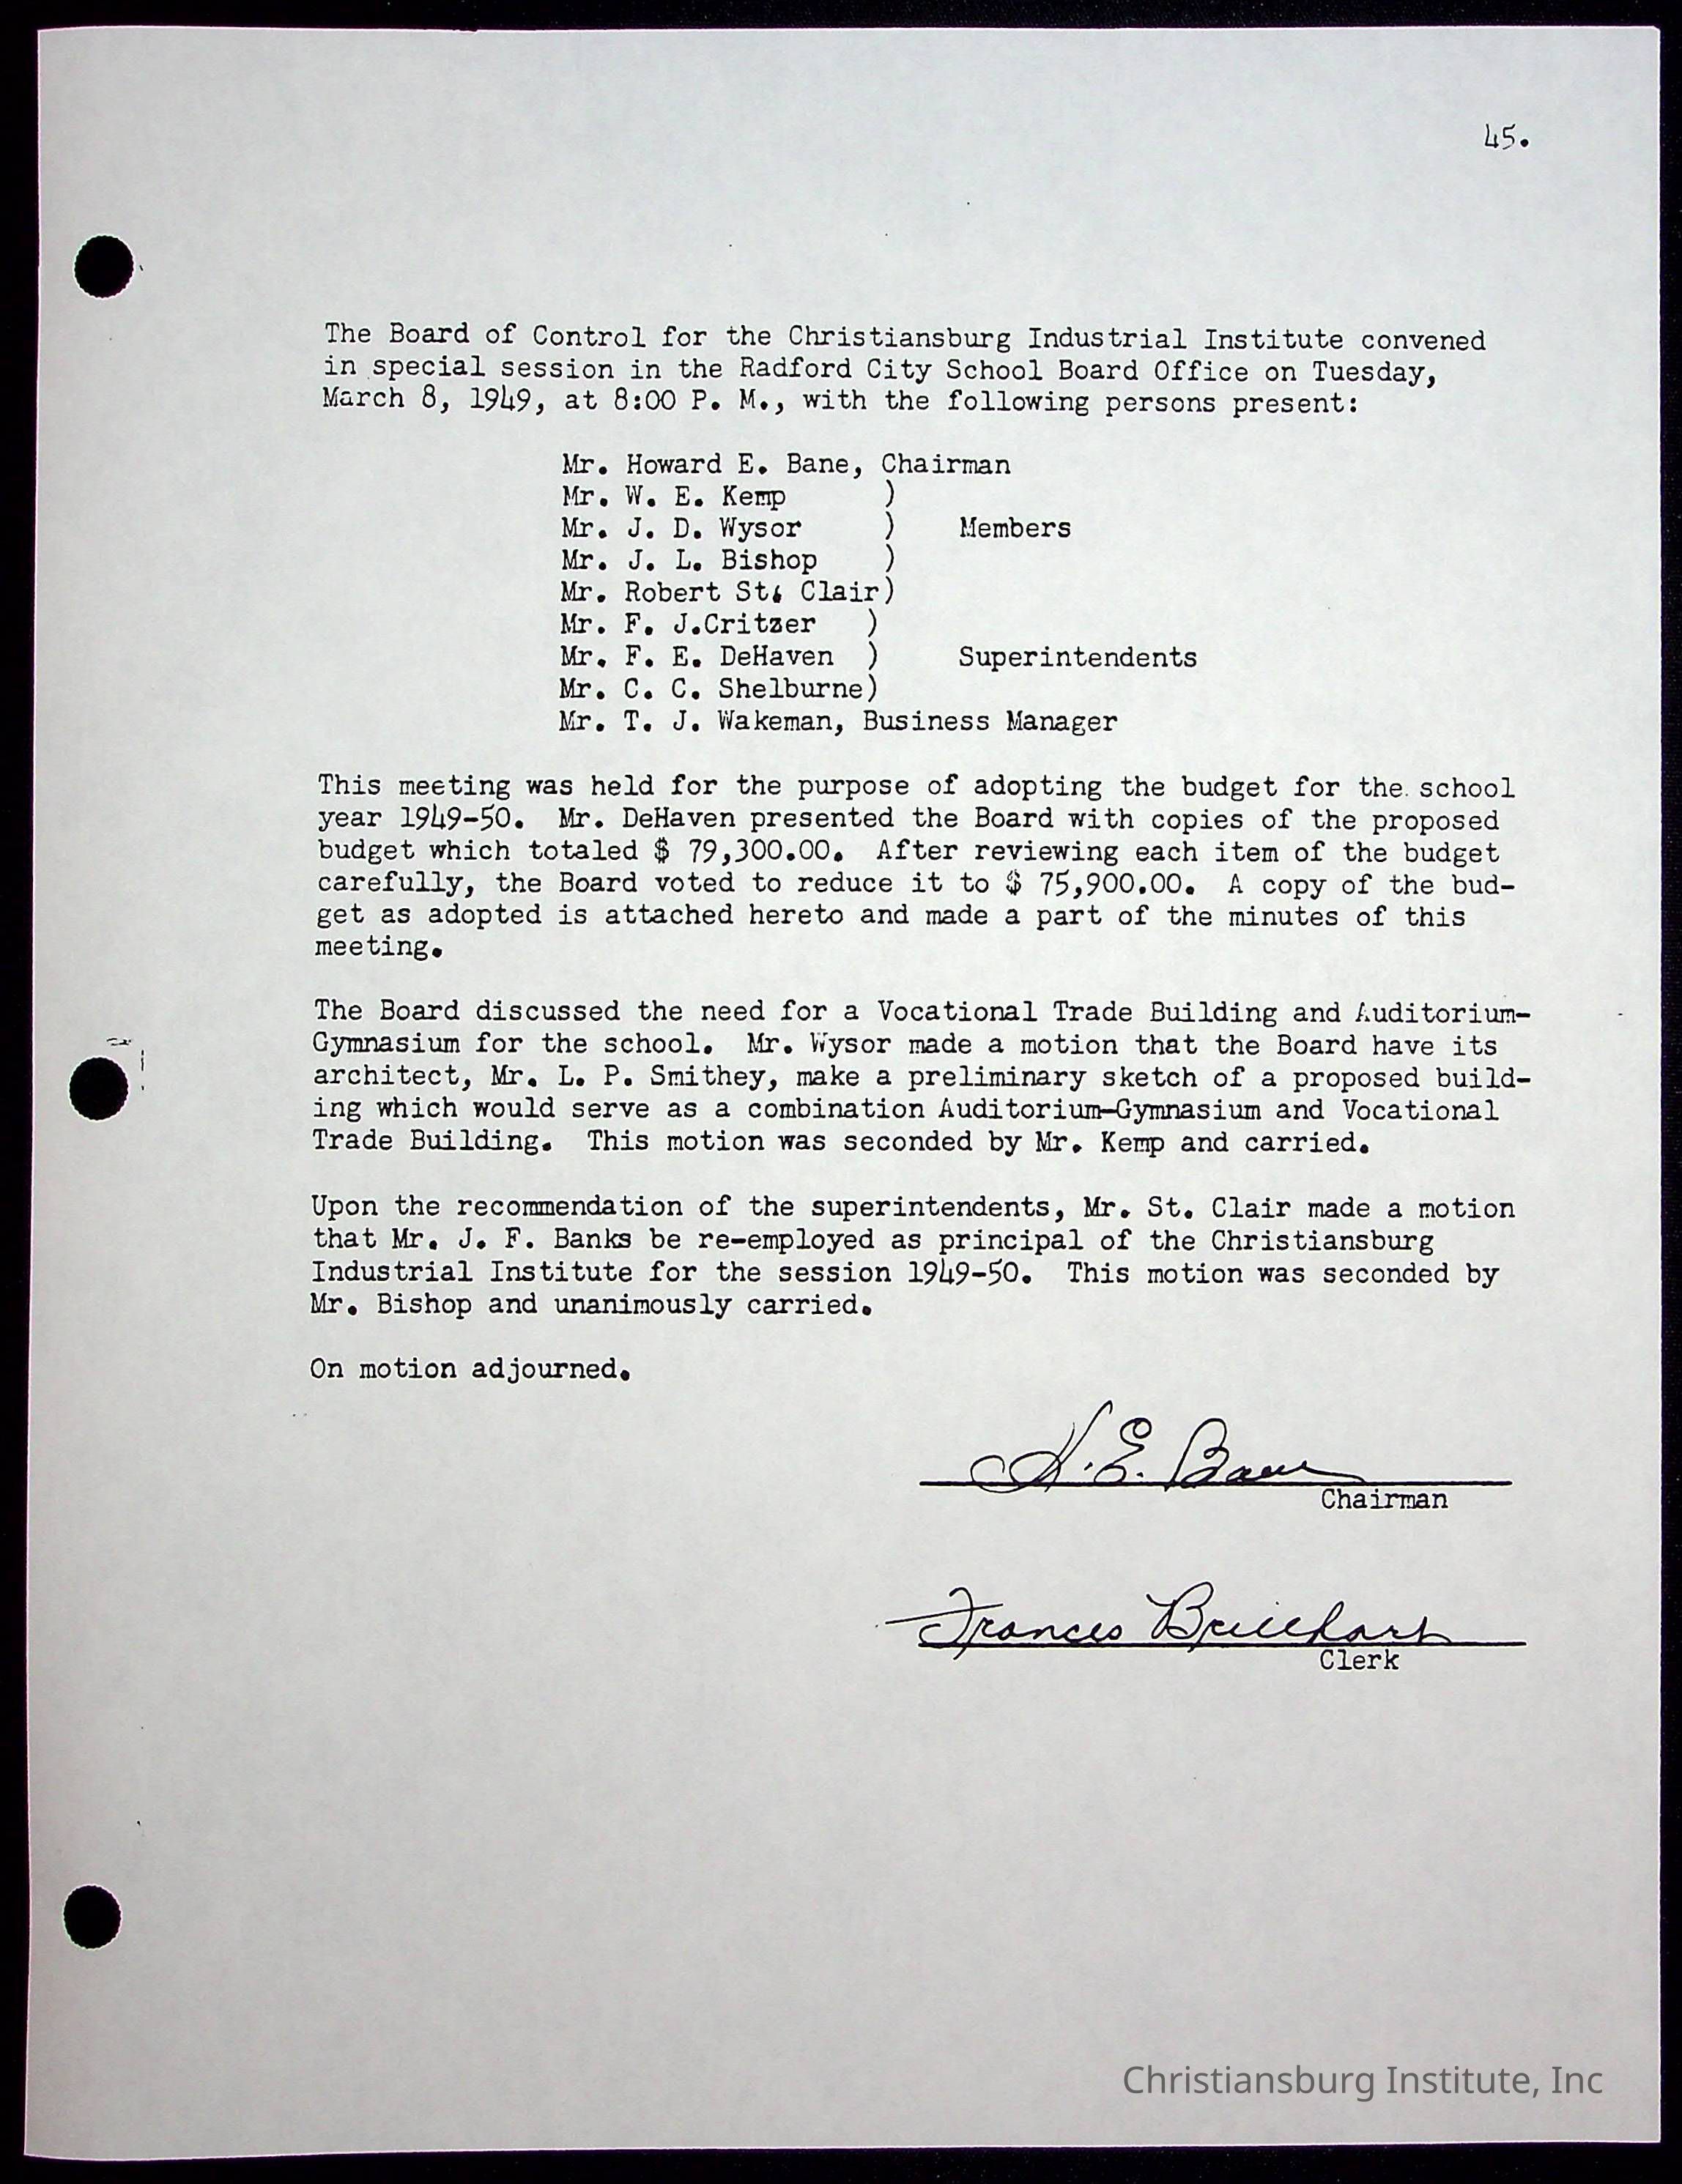 45.
The Board of Control for the Christiansburg Industrial Institute convened
in special session in the Radford City School Board Office on Tuesday,
March 8, 1949, at 8:00 P. M., with the following persons present:
Mr. Howard E. Bane, Chairman
Mr. W. E. Kemp )
Mr. J. D. Wysor ) Members
Mr. J. L. Bishop )
Mr. Robert St. Clair)
Mr. F. J.Critzer )
Mr. F. E. DeHaven ) Superintendents
Mr. C. C. Shelburne)
Mr. T. J. Wakeman, Business Manager
This meeting was held for the purpose of adopting the budget for the school
year 1949-50. Mr. DeHaven presented the Board with copies of the proposed
budget which totaled $ 79,300.00. After reviewing each item of the budget
carefully, the Board voted to reduce it to $ 75,900.00. A copy of the bud-
get as adopted is attached hereto and made a part of the minutes of this
meeting.
The Board discussed the need for a Vocational Trade Building and Auditorium-
Gymnasium for the school. Mr. Wysor made a motion that the Board have its
architect, Mr. L. P. Smithey, make a preliminary sketch of a proposed build-
ing which would serve as a combination Auditorium-Gymnasium and Vocational
Trade Building. This motion was seconded by Mr. Kemp and carried.
Upon the recommendation of the superintendents, Mr. St. Clair made a motion
that Mr. J. F. Banks be re-employed as principal of the Christiansburg
Industrial Institute for the session 1949-50. This motion was seconded by
Mr. Bishop and unanimously carried.
On motion adjourned.
H. E. Bane
Chairman
Frances Brillhart
Clerk
Christiansburg Institute, Inc